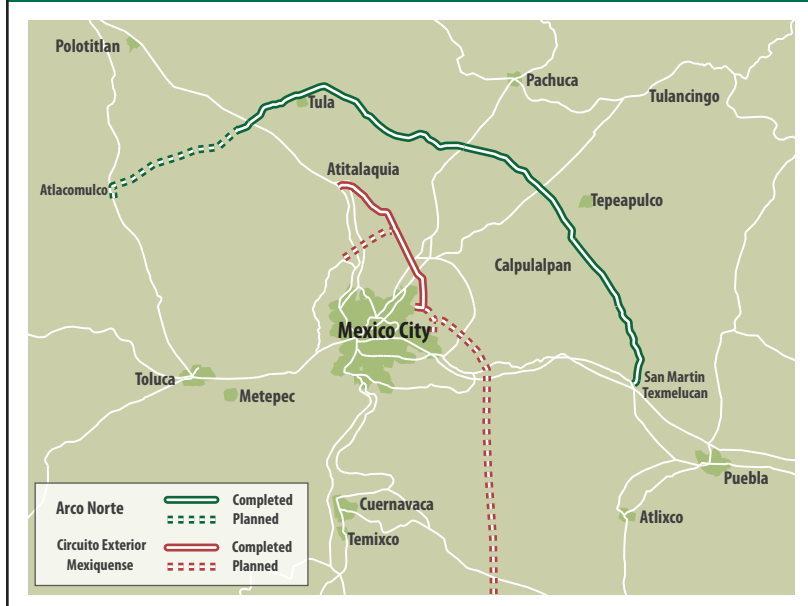 Polotitlan
Pachuca
Tulancingo
Tula
Atitalaquia
Atlacomulco
Tepeapulco
Calpulalpan
Mexico City
Toluca
Metepec
San Martin
Texmelucan
Puebla
Cuernavaca
Atlixco
Temixco
Arco Norte
Completed
Planned
Circuito Exterior
Mexiquense
Completed
Planned